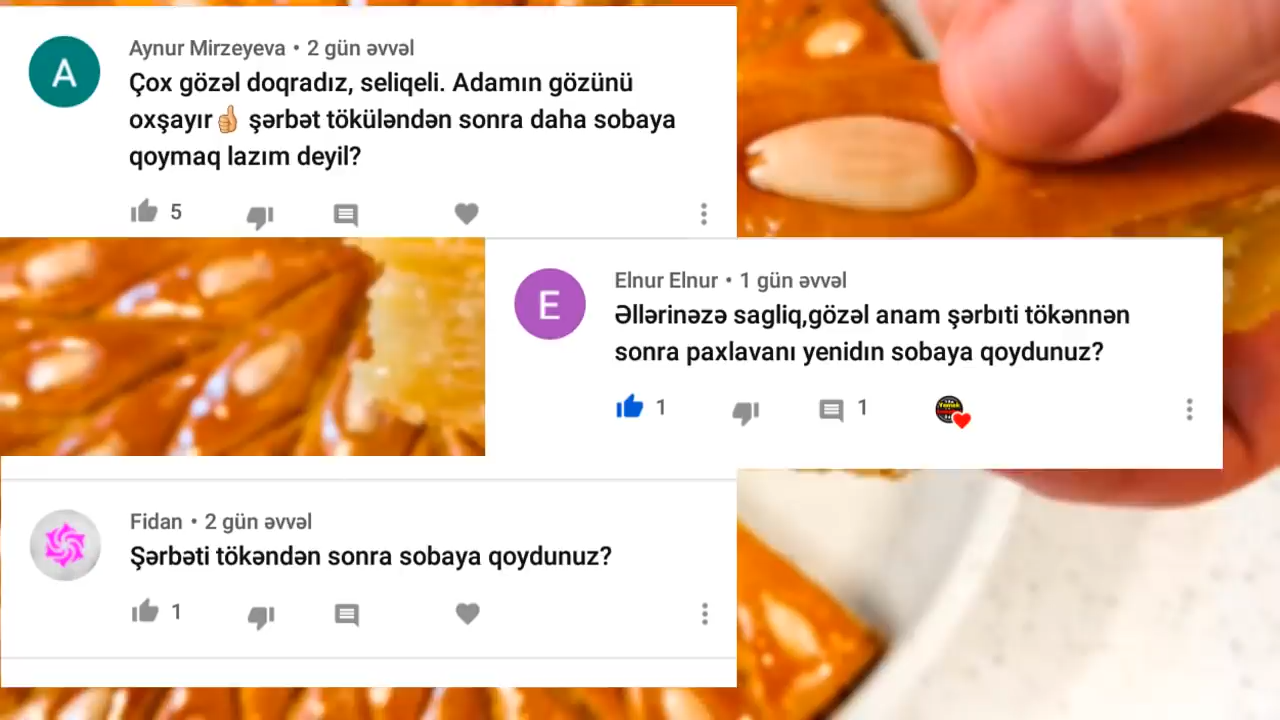 A
Aynur Mirzeyeva • 2 gün əvvəl
Çox gözəl doqradız, seliqeli. Adamın gözünü
oxşayır👍🏼 şərbət töküləndən sonra daha sobaya
qoymaq lazım deyil?
5
E
Elnur Elnur • 1 gün əvvəl
Əllərinəzə sagliq,gözəl anam şərbıti tökənnən
sonra paxlavanı yenidın sobaya qoydunuz?
1
1
Fidan • 2 gün əvvəl
Şərbəti tökəndən sonra sobaya qoydunuz?
1